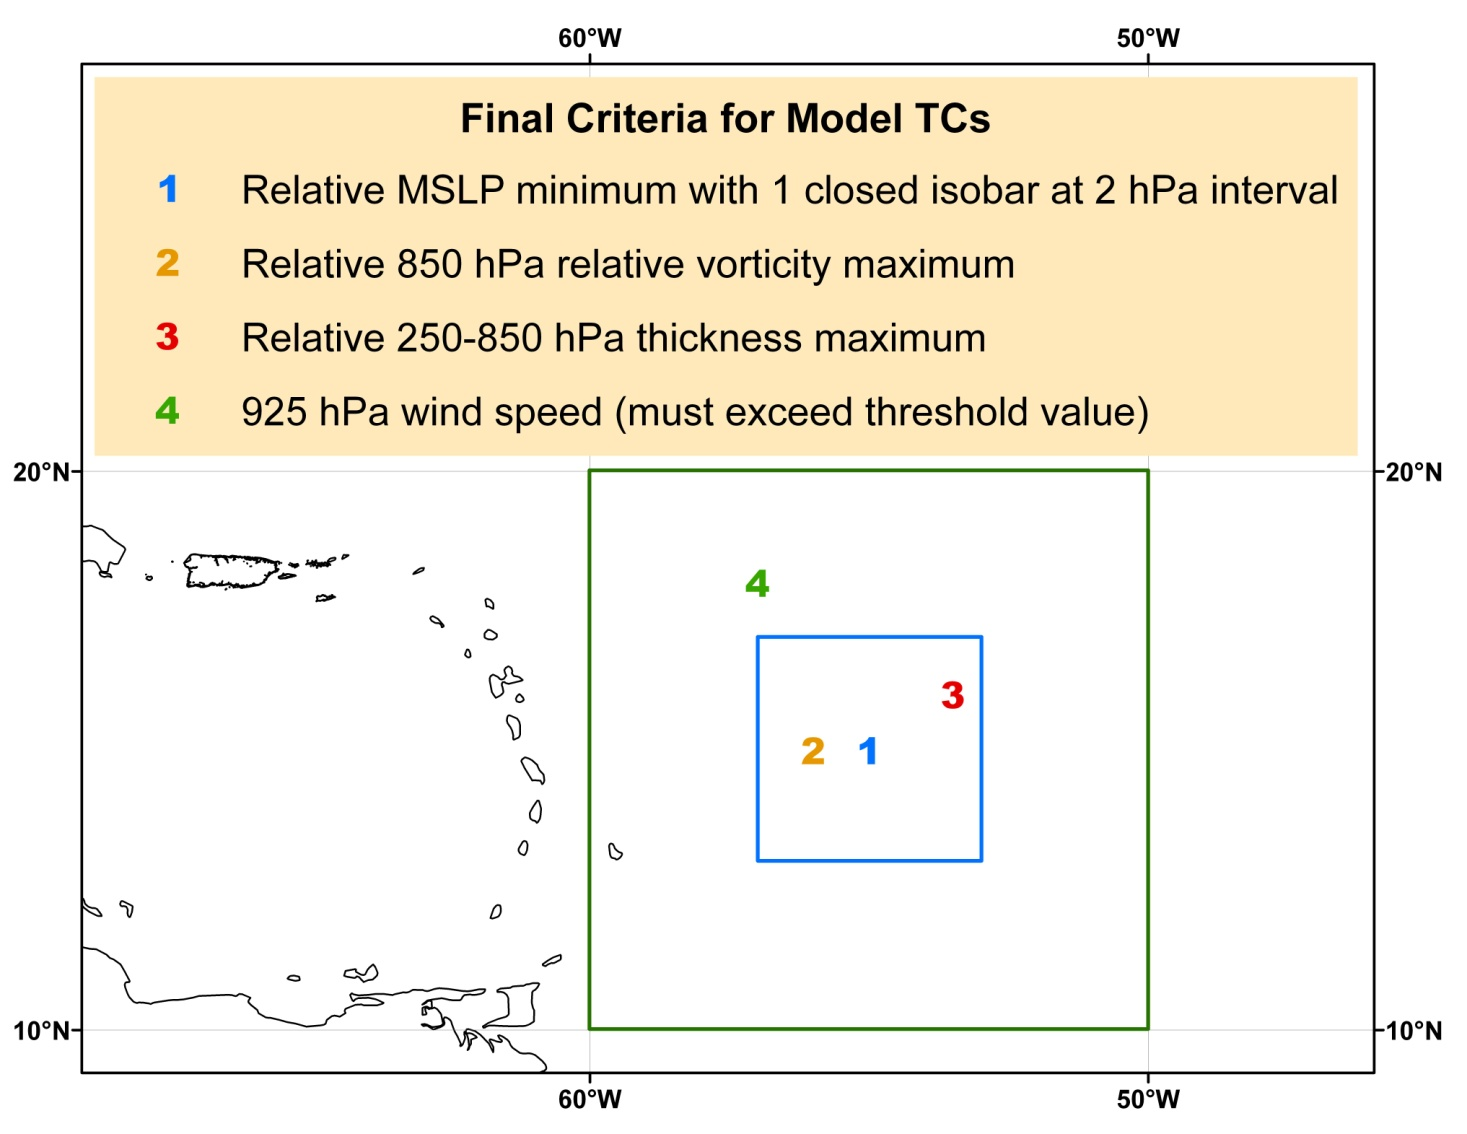 60°W 50°W
Final Criteria for Model TCs
1 Relative MSLP minimum with 1 closed isobar at 2 hPa interval
2 Relative 850 hPa relative vorticity maximum
3 Relative 250-850 hPa thickness maximum
4 925 hPa wind speed (must exceed threshold value)
20°N 20°N
4
3
2 1
10°N 10°N
60°W 50°W